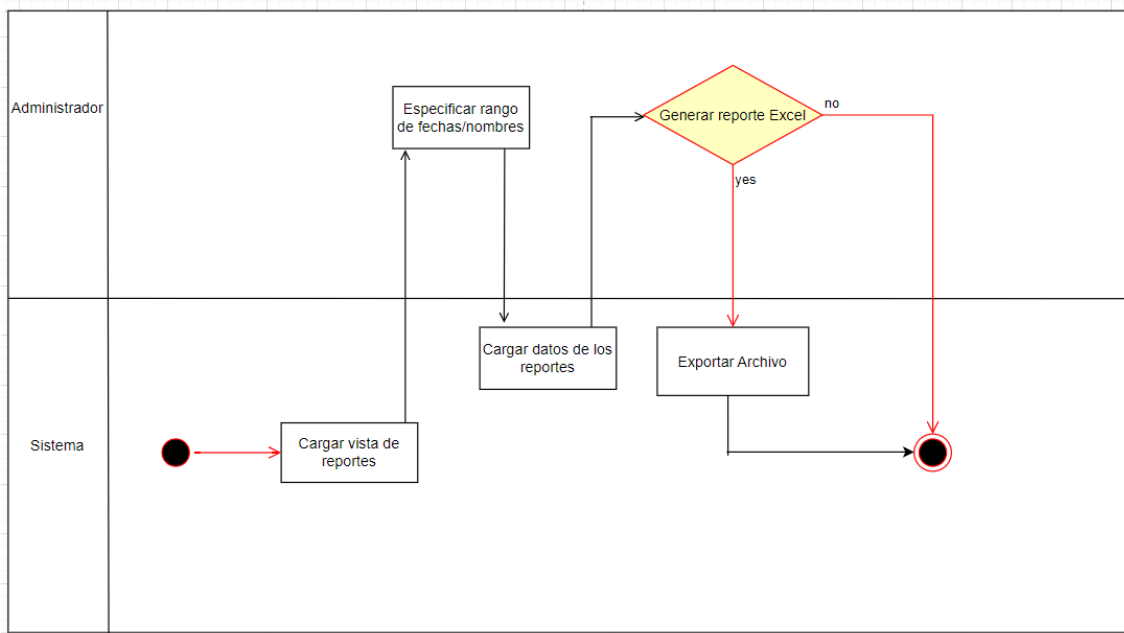 Administrador
Especificar rango
de fechas/nombres
Generar reporte Excel
no
yes
Sistema
Cargar vista de
reportes
Cargar datos de los
reportes
Exportar Archivo